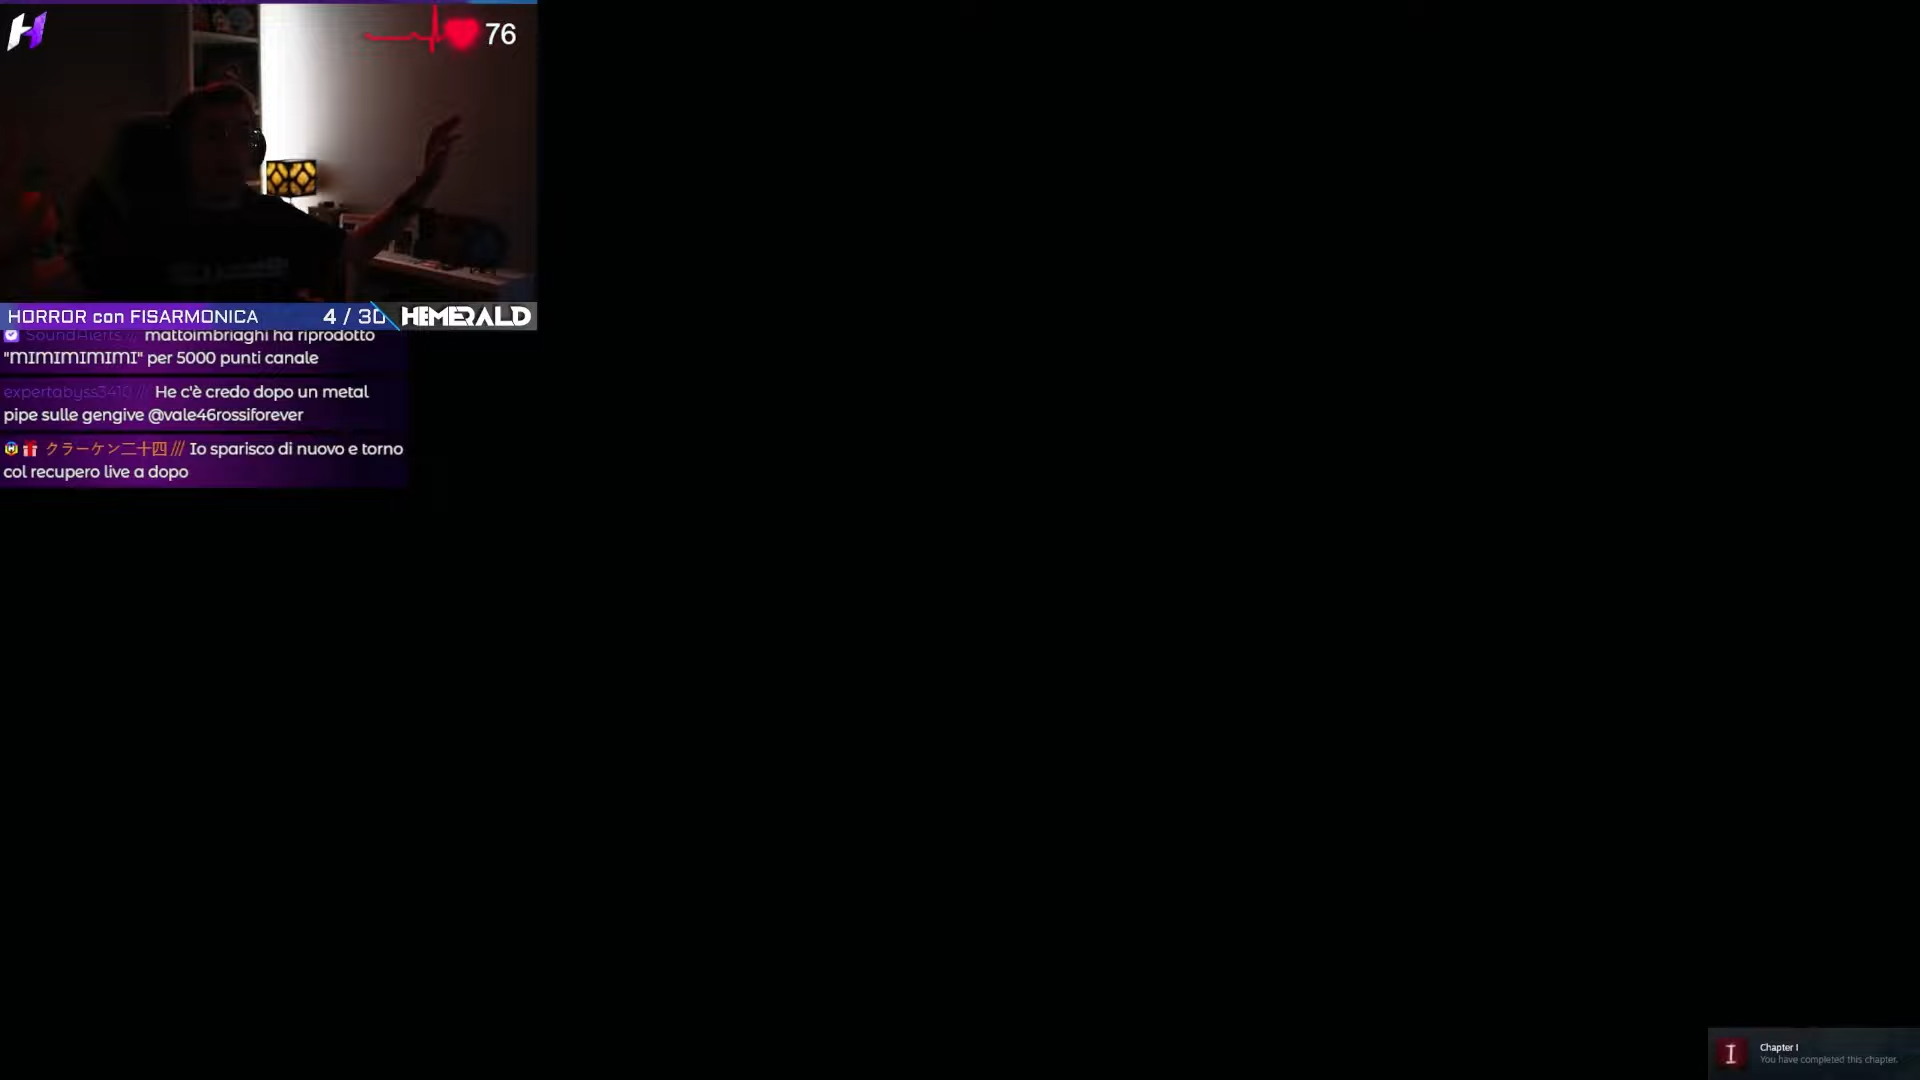 76
HORROR con FISARMONICA 4 / 30 HEMERALD
SoundAlerts /// mattoimbriaghi ha riprodotto
"MIMIMIMIMI" per 5000 punti canale
expertabyss3410 /// He c'è credo dopo un metal
pipe sulle gengive @vale46rossiforever
クラーケン二十四 /// Io sparisco di nuovo e torno
col recupero live a dopo
I
Chapter I
You have completed this chapter.